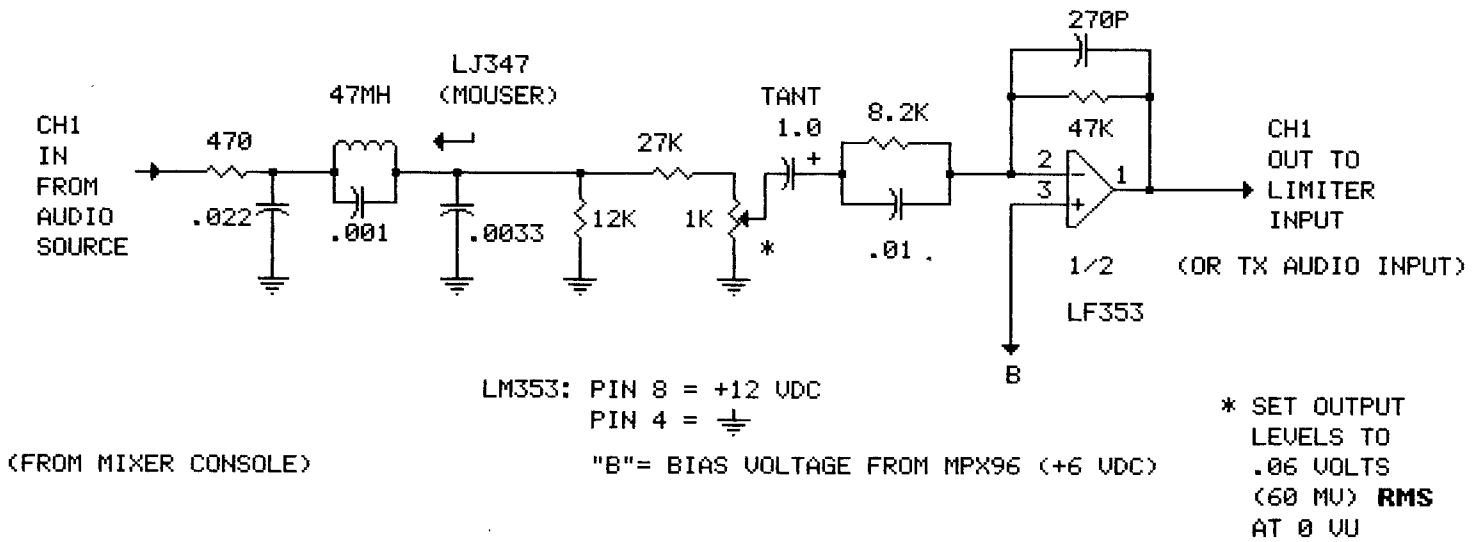 270P
LJ347
47MH (MOUSER)
TANT
1.0
+
8.2K
47K
CH1
IN
FROM
AUDIO
SOURCE
470
.022
.001
.0033
27K
12K
1K
*
.01 .
2
3
1
-
+
1/2
LF353
CH1
OUT TO
LIMITER
INPUT
(OR TX AUDIO INPUT)
B
LM353: PIN 8 = +12 VDC
PIN 4 =
(FROM MIXER CONSOLE)
"B"= BIAS VOLTAGE FROM MPX96 (+6 VDC)
* SET OUTPUT
LEVELS TO
.06 VOLTS
(60 MV) RMS
AT 0 VU